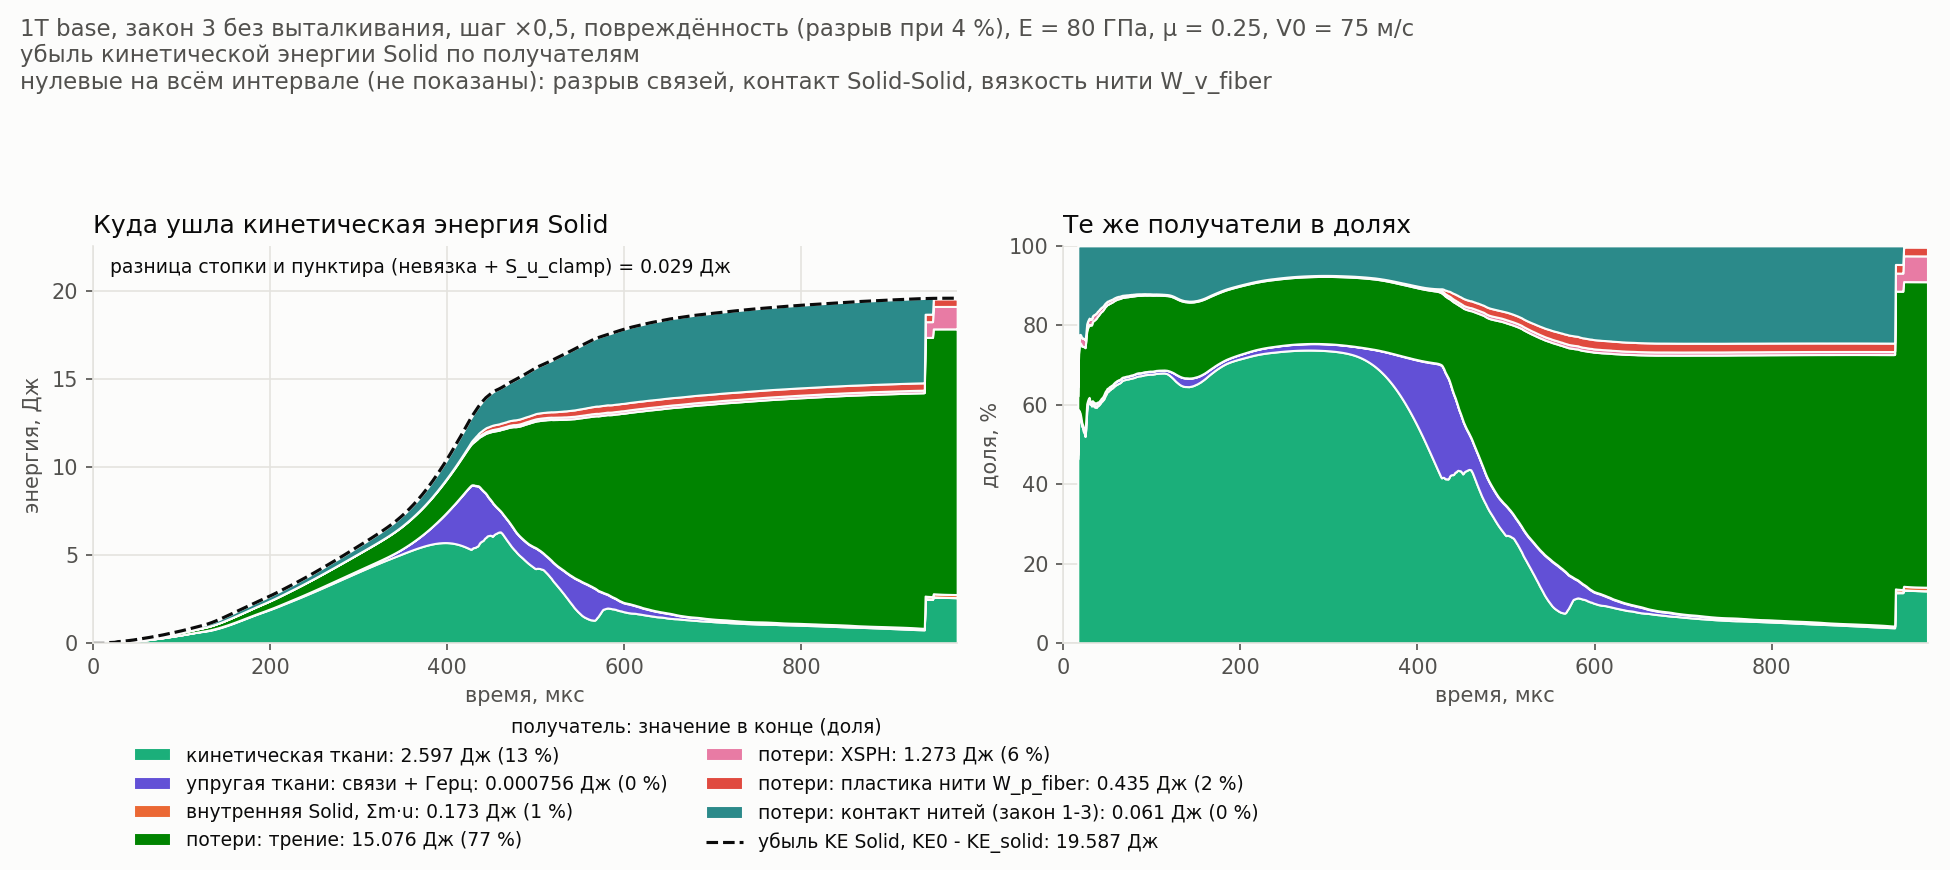 1T base, закон 3 без выталкивания, шаг ×0,5, повреждённость (разрыв при 4 %), E = 80 ГПа, μ = 0.25, V0 = 75 м/с
убыль кинетической энергии Solid по получателям
нулевые на всём интервале (не показаны): разрыв связей, контакт Solid-Solid, вязкость нити W_v_fiber
Куда ушла кинетическая энергия Solid
разница стопки и пунктира (невязка + S_u_clamp) = 0.029 Дж
20
15
10
5
0
энергия, Дж
0 200 400 600 800
время, мкс
Те же получатели в долях
100
80
60
40
20
0
доля, %
0 200 400 600 800
время, мкс
получатель: значение в конце (доля)
кинетическая ткани: 2.597 Дж (13 %)
упругая ткани: связи + Герц: 0.000756 Дж (0 %)
внутренняя Solid, Σm·u: 0.173 Дж (1 %)
потери: трение: 15.076 Дж (77 %)
потери: XSPH: 1.273 Дж (6 %)
потери: пластика нити W_p_fiber: 0.435 Дж (2 %)
потери: контакт нитей (закон 1-3): 0.061 Дж (0 %)
убыль KE Solid, KE0 - KE_solid: 19.587 Дж